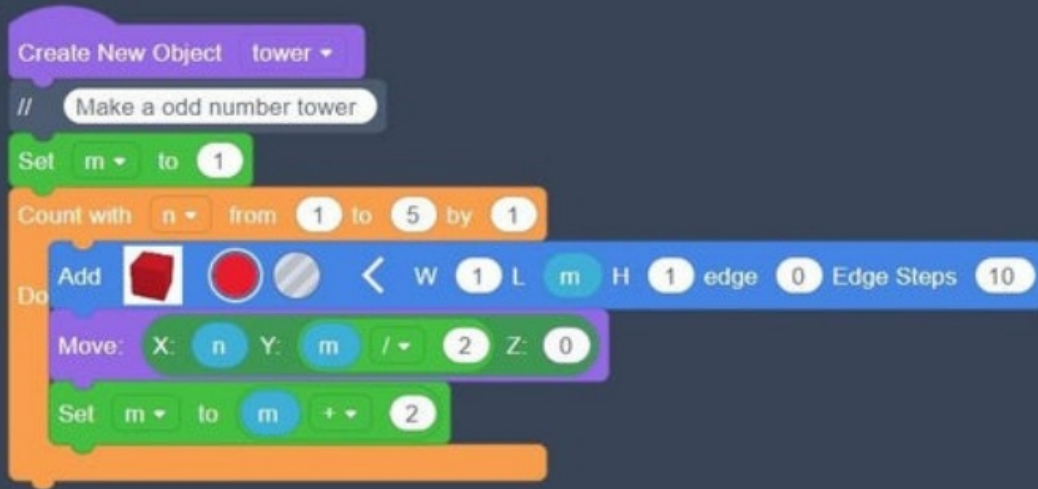 Create New Object tower
// Make a odd number tower
Set m to 1
Count with n from 1 to 5 by 1
Do
Add W 1 L m H 1 edge 0 Edge Steps 10
Move: X: n Y: m / 2 Z: 0
Set m to m + 2